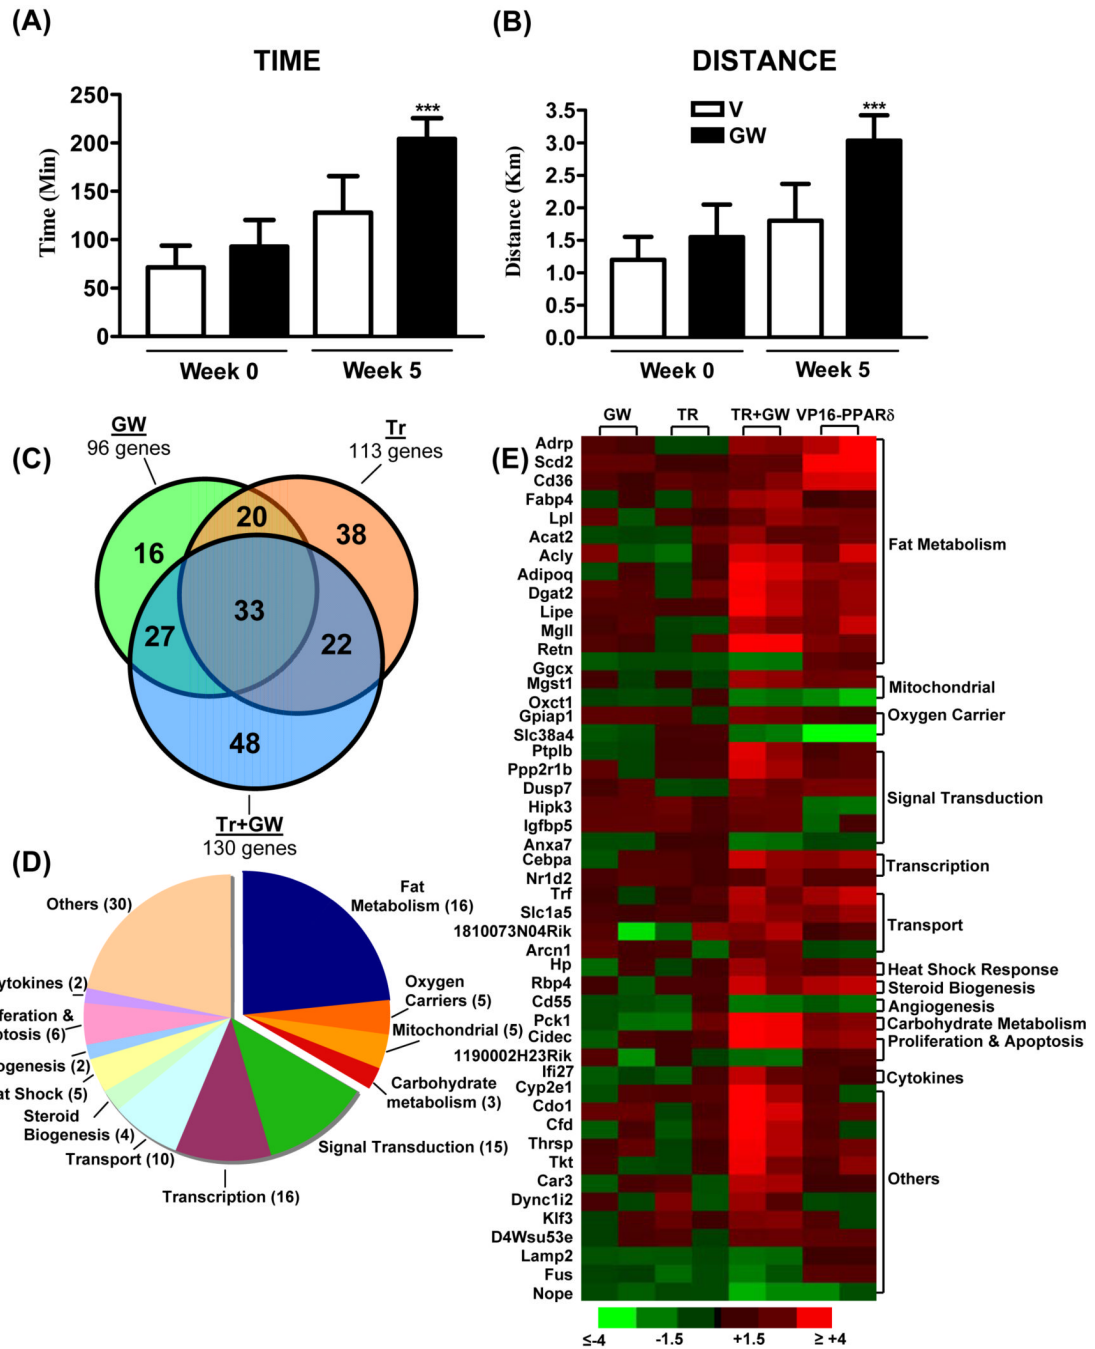 (A)
TIME
250
200
150
100
50
0
Time (Min)
***
Week 0
Week 5
(B)
DISTANCE
V
GW
3.5
3.0
2.5
2.0
1.5
1.0
0.5
0.0
Distance (Km)
***
Week 0
Week 5
(C)
GW
96 genes
Tr
113 genes
20
38
16
33
27
22
48
Tr+GW
130 genes
(D)
Fat
Metabolism (16)
Oxygen
Carriers (5)
Mitochondrial (5)
Carbohydrate
metabolism (3)
Signal Transduction (15)
Transcription (16)
Transport (10)
Steroid
Biogenesis (4)
at Shock (5)
ogenesis (2)
feration &
optosis (6)
ytokines (2)
Others (30)
(E)
GW
TR
TR+GW
VP16-PPARδ
Adrp
Scd2
Cd36
Fabp4
Lpl
Acat2
Acly
Adipoq
Dgat2
Lipe
Mgll
Retn
Ggcx
Mgst1
Oxct1
Gpiap1
Slc38a4
Ptplb
Ppp2r1b
Dusp7
Hipk3
Igfbp5
Anxa7
Cebpa
Nr1d2
Trf
Slc1a5
1810073N04Rik
Arcn1
Hp
Rbp4
Cd55
Pck1
Cidec
1190002H23Rik
Ifi27
Cyp2e1
Cdo1
Cfd
Thrsp
Tkt
Car3
Dync1i2
Klf3
D4Wsu53e
Lamp2
Fus
Nope
Fat Metabolism
Mitochondrial
Oxygen Carrier
Signal Transduction
Transcription
Transport
Heat Shock Response
Steroid Biogenesis
Angiogenesis
Carbohydrate Metabolism
Proliferation & Apoptosis
Cytokines
Others
≤-4
-1.5
+1.5
≥ +4